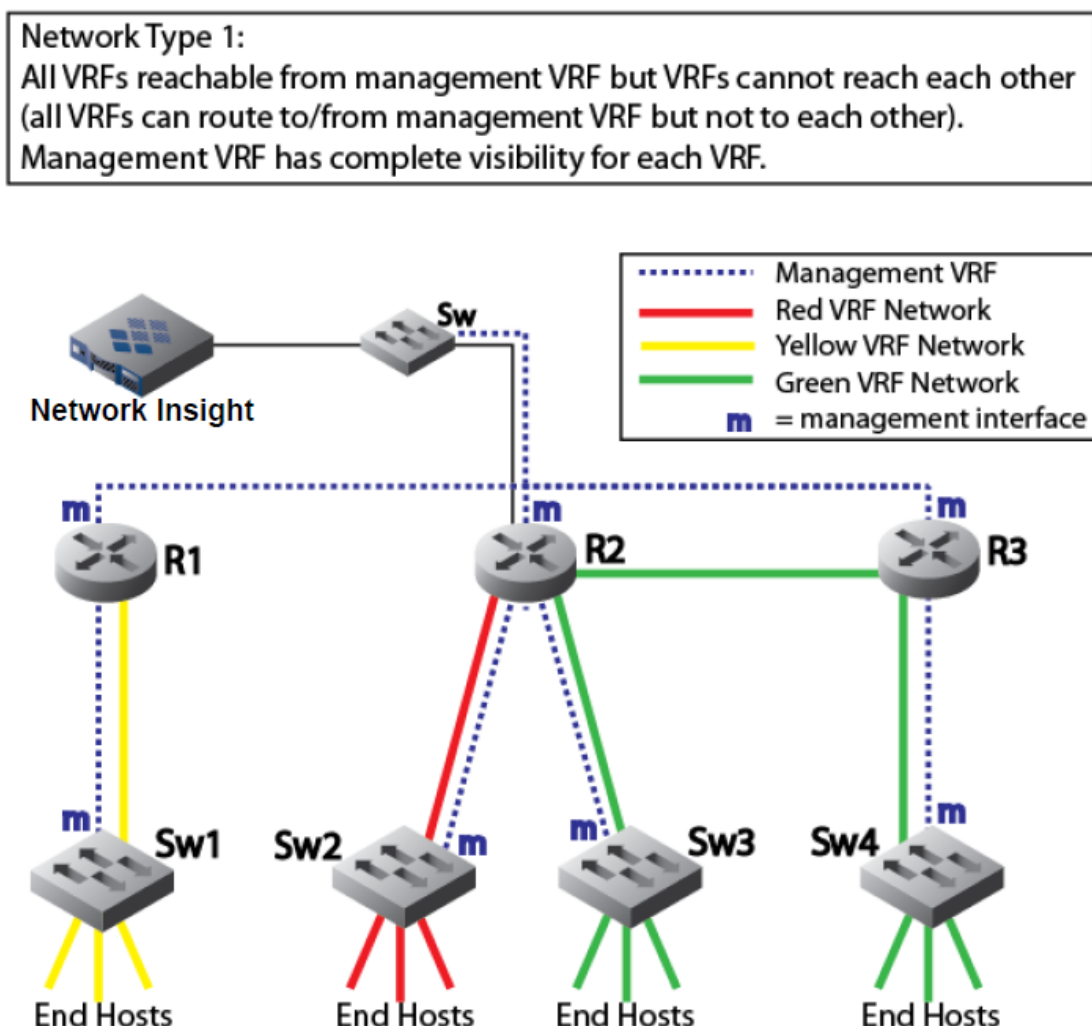 Network Type 1:
All VRFs reachable from management VRF but VRFs cannot reach each other
(all VRFs can route to/from management VRF but not to each other).
Management VRF has complete visibility for each VRF.
Management VRF
Red VRF Network
Yellow VRF Network
Green VRF Network
m = management interface
Sw
Network Insight
m
m
m
R1
R2
R3
m
m
m
m
Sw1
Sw2
Sw3
Sw4
End Hosts
End Hosts
End Hosts
End Hosts